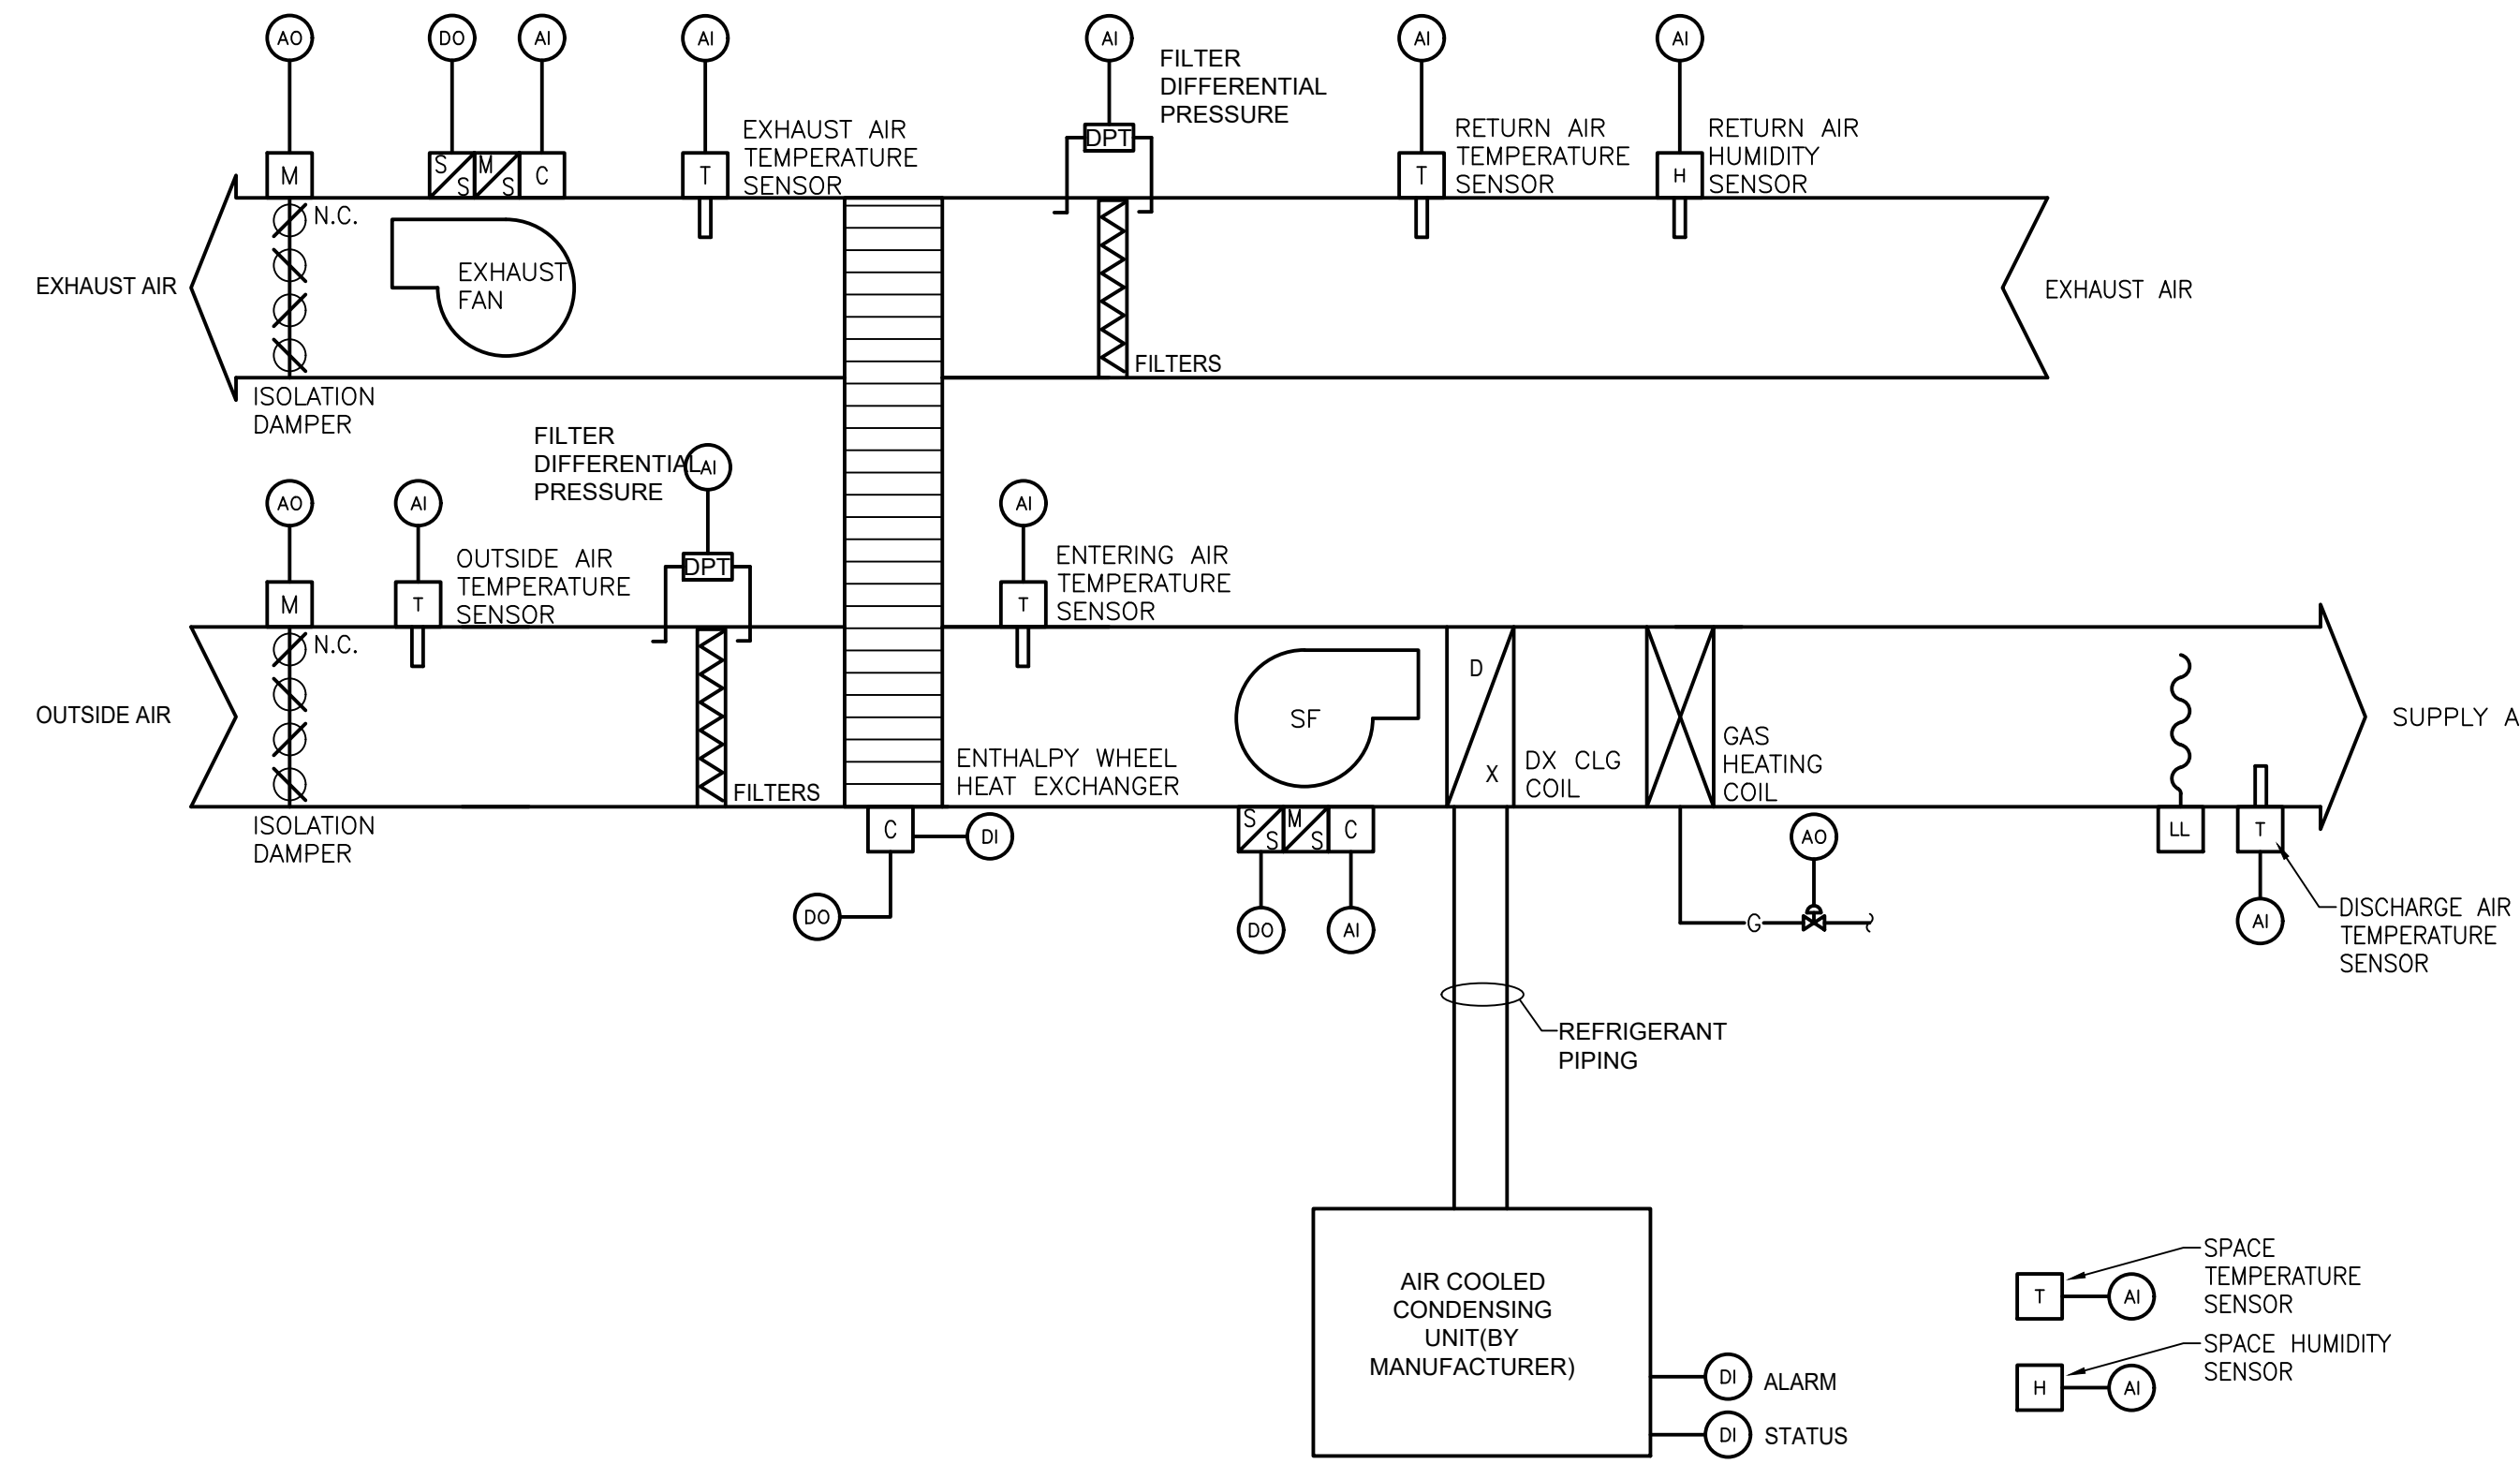 AO
DO
AI
AI
AI
FILTER
DIFFERENTIAL
PRESSURE
AI
AI
M
S
S
M
S
C
T
EXHAUST AIR
TEMPERATURE
SENSOR
DPT
T
RETURN AIR
TEMPERATURE
SENSOR
H
RETURN AIR
HUMIDITY
SENSOR
N.C.
EXHAUST AIR
EXHAUST
FAN
EXHAUST AIR
FILTERS
ISOLATION
DAMPER
FILTER
DIFFERENTIAL
PRESSURE
AI
AO
AI
AI
M
T
OUTSIDE AIR
TEMPERATURE
SENSOR
DPT
T
ENTERING AIR
TEMPERATURE
SENSOR
N.C.
OUTSIDE AIR
FILTERS
ENTHALPY WHEEL
HEAT EXCHANGER
SF
D
X
DX CLG
COIL
GAS
HEATING
COIL
SUPPLY A
ISOLATION
DAMPER
C
DI
S
S
M
S
C
AO
LL
T
DO
DO
AI
G
AI
DISCHARGE AIR
TEMPERATURE
SENSOR
REFRIGERANT
PIPING
AIR COOLED
CONDENSING
UNIT(BY
MANUFACTURER)
DI
ALARM
DI
STATUS
T
AI
SPACE
TEMPERATURE
SENSOR
H
AI
SPACE HUMIDITY
SENSOR